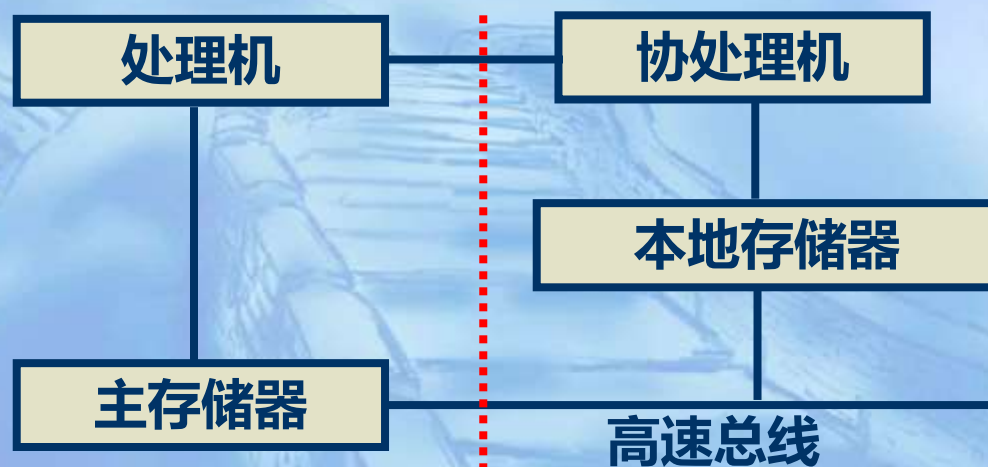 处理机
协处理机
本地存储器
主存储器
高速总线